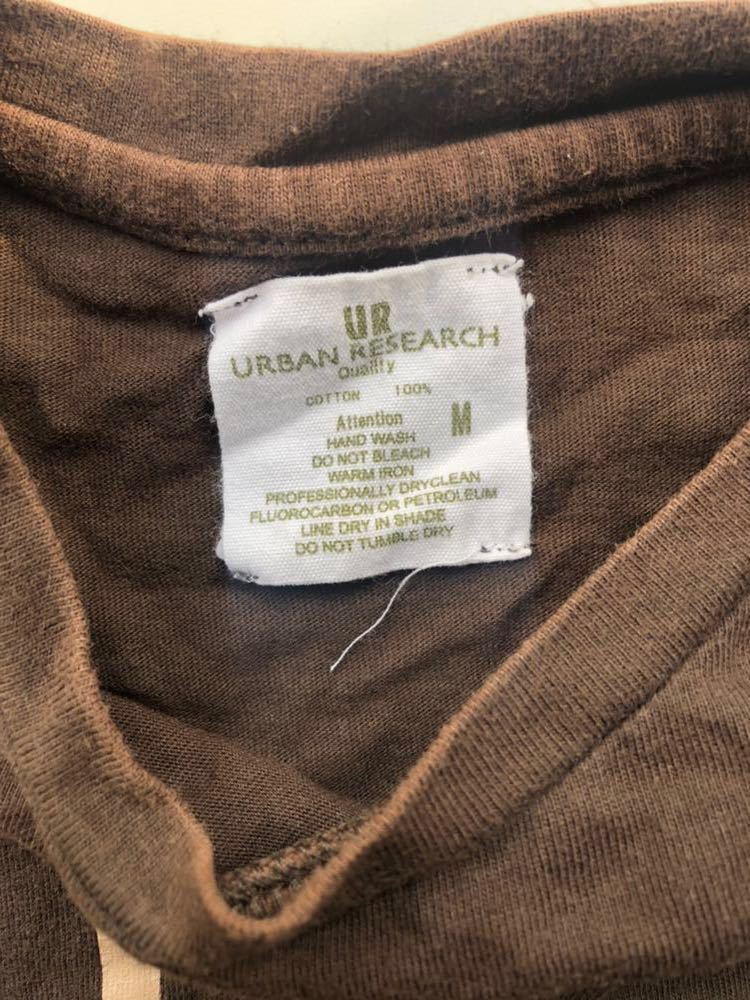 UR
URBAN RESEARCH
Quality
COTTON 100%
Attention
M
HAND WASH
DO NOT BLEACH
WARM IRON
PROFESSIONALLY DRYCLEAN
FLUOROCARBON OR PETROLEUM
LINE DRY IN SHADE
DO NOT TUMBLE DRY